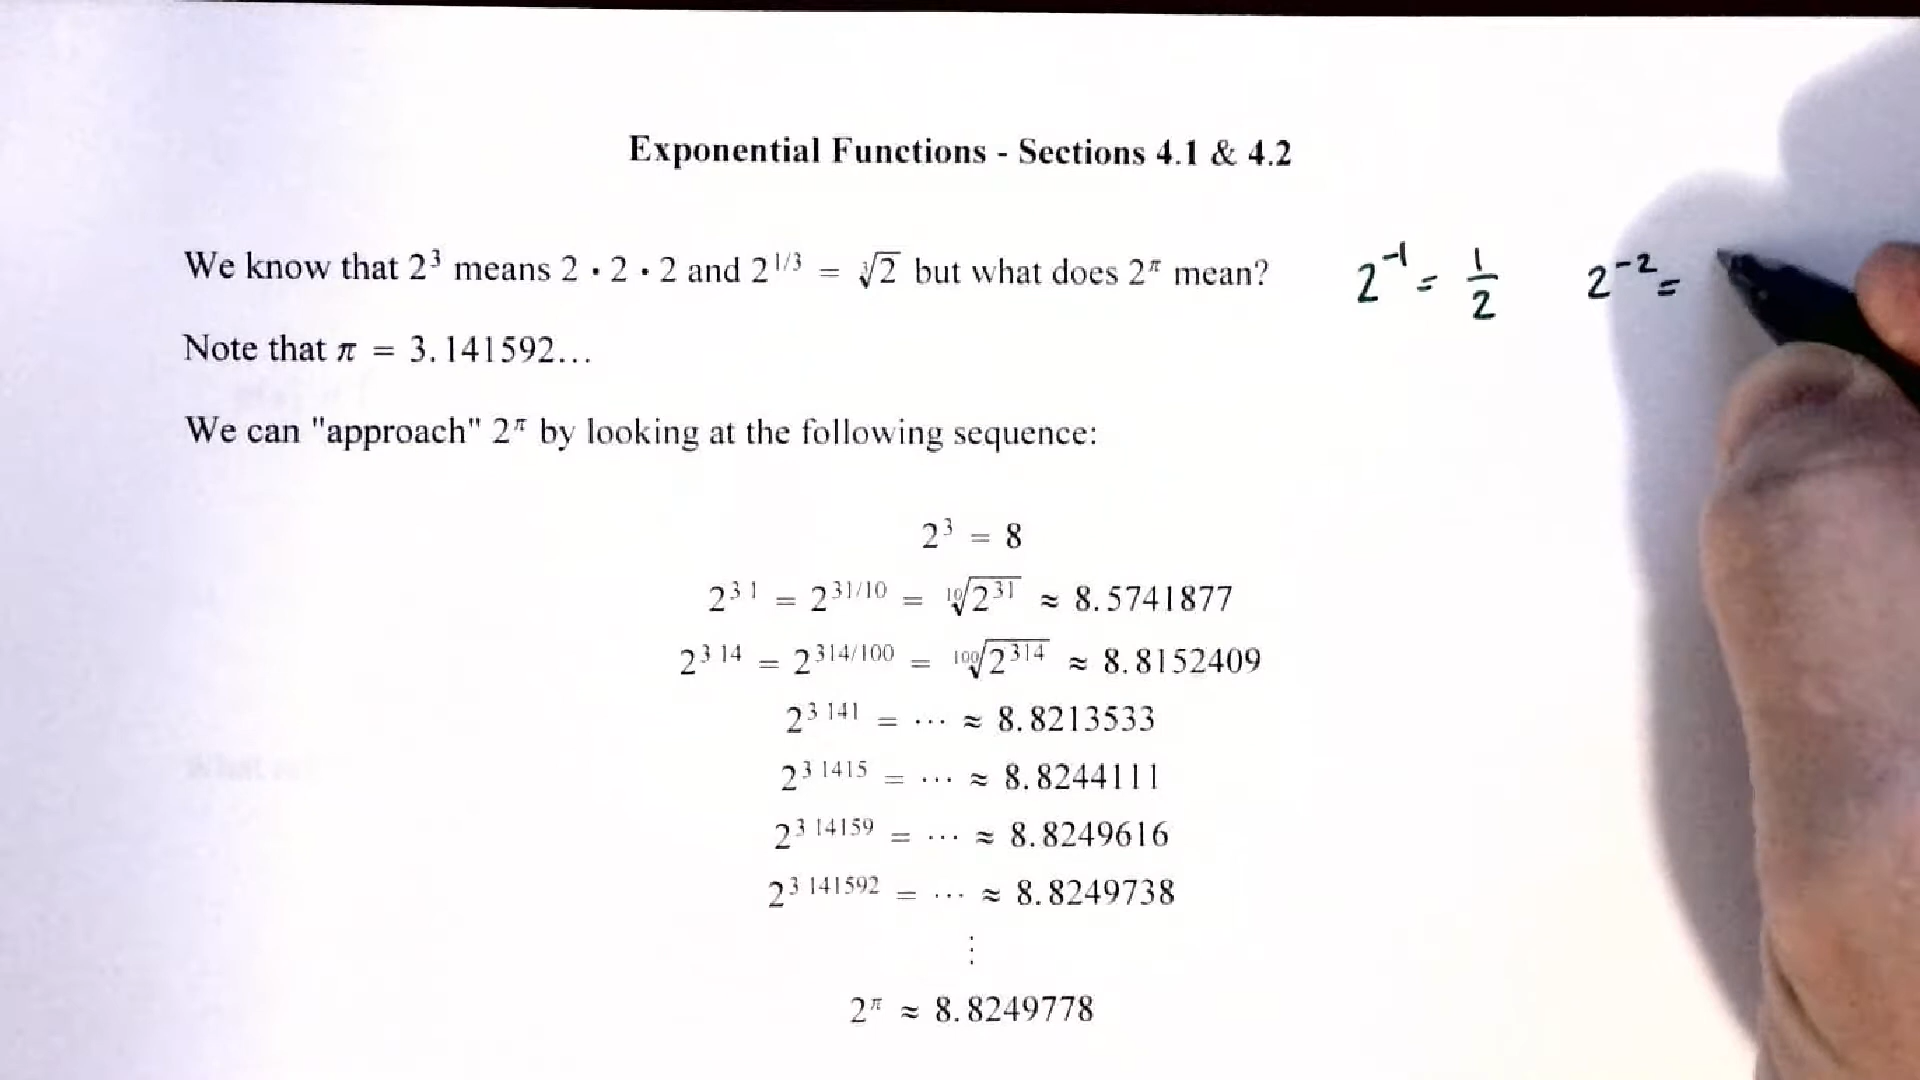 Exponential Functions - Sections 4.1 & 4.2
We know that 2³ means 2 · 2 · 2 and 2^{1/3} = ∛2 but what does 2^π mean? 2⁻¹ = 1/2 2⁻² =
Note that π = 3.141592...
We can "approach" 2^π by looking at the following sequence:
2³ = 8
2^{3 1} = 2^{31/10} = ¹⁰√2^{31} ≈ 8.5741877
2^{3 14} = 2^{314/100} = ¹⁰⁰√2^{314} ≈ 8.8152409
2^{3 141} = ··· ≈ 8.8213533
2^{3 1415} = ··· ≈ 8.8244111
2^{3 14159} = ··· ≈ 8.8249616
2^{3 141592} = ··· ≈ 8.8249738
⋮
2^π ≈ 8.8249778